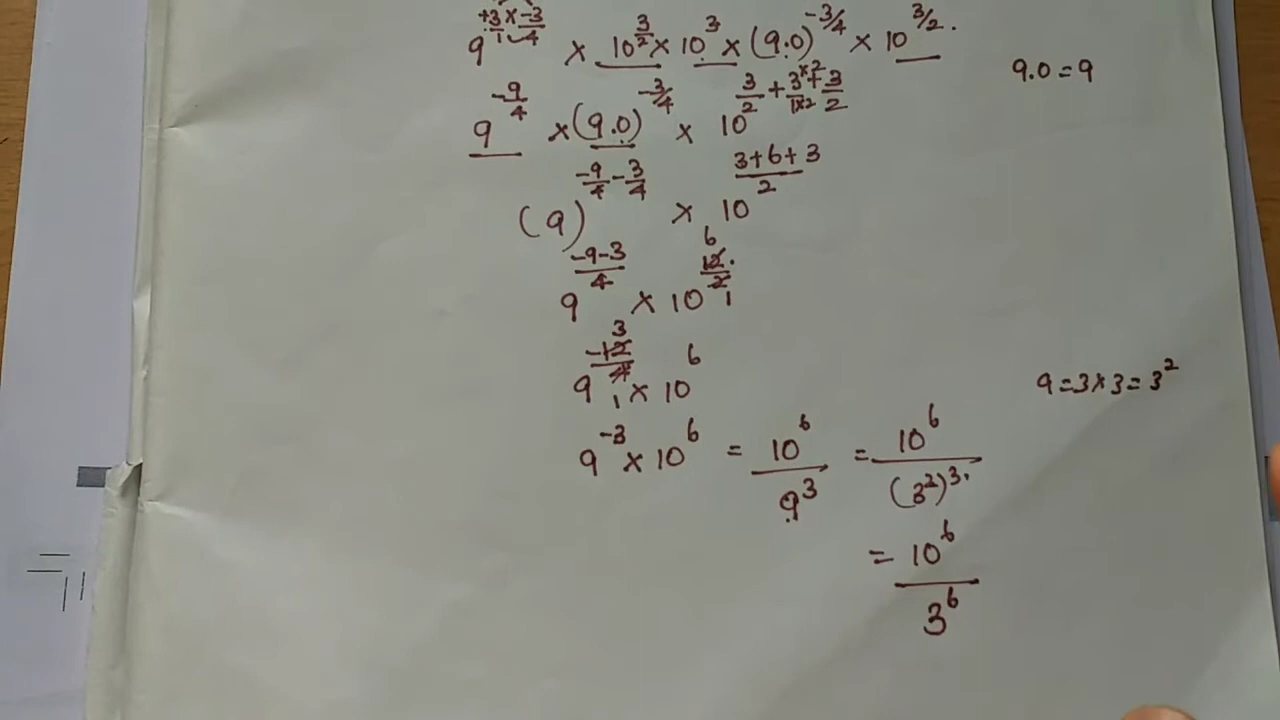 9^{+3/1 × -3/4} × 10^{3/2} × 10^3 × (9.0)^{-3/4} × 10^{3/2}.
9.0 = 9
9^{-9/4} × (9.0)^{-3/4} × 10^{3/2 + 3×2/1×2 + 3/2}
(9)^{-9/4 - 3/4} × 10^{(3+6+3)/2}
9^{(-9-3)/4} × 10^{12/2} 6 1
9^{-12/4} 3 1 × 10^6
9 = 3×3 = 3^2
9^{-3} × 10^6 = 10^6/9^3 = 10^6/(3^2)^3.
= 10^6/3^6